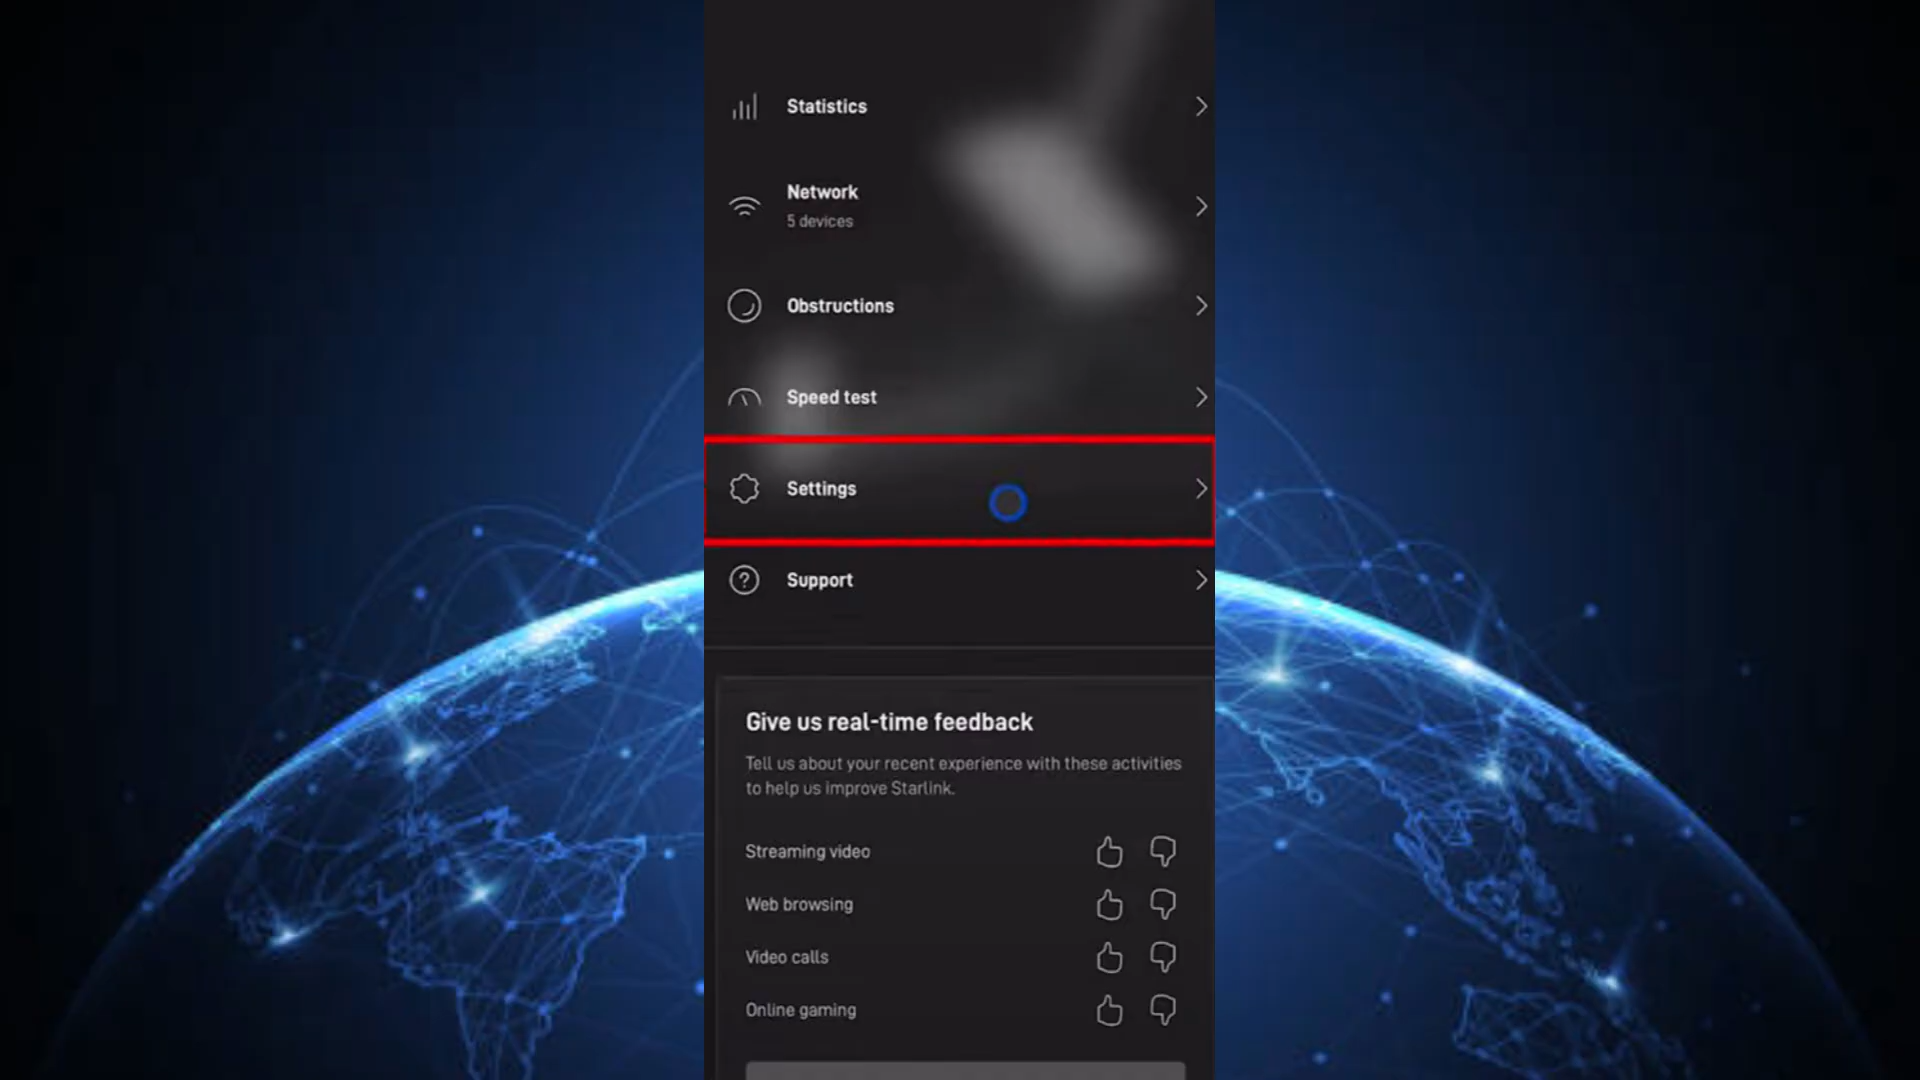 Statistics
Network
5 devices
Obstructions
Speed test
Settings
Support
Give us real-time feedback
Tell us about your recent experience with these activities
to help us improve Starlink.
Streaming video
Web browsing
Video calls
Online gaming